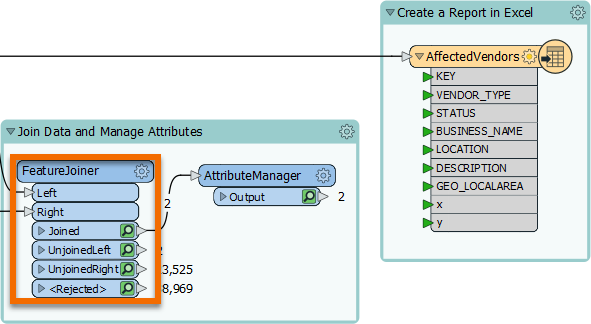 Create a Report in Excel
AffectedVendors
KEY
VENDOR_TYPE
STATUS
BUSINESS_NAME
LOCATION
DESCRIPTION
GEO_LOCALAREA
x
y
Join Data and Manage Attributes
FeatureJoiner
Left
Right
2
Joined
UnjoinedLeft
2
UnjoinedRight
3,525
<Rejected>
8,969
AttributeManager
Output
2